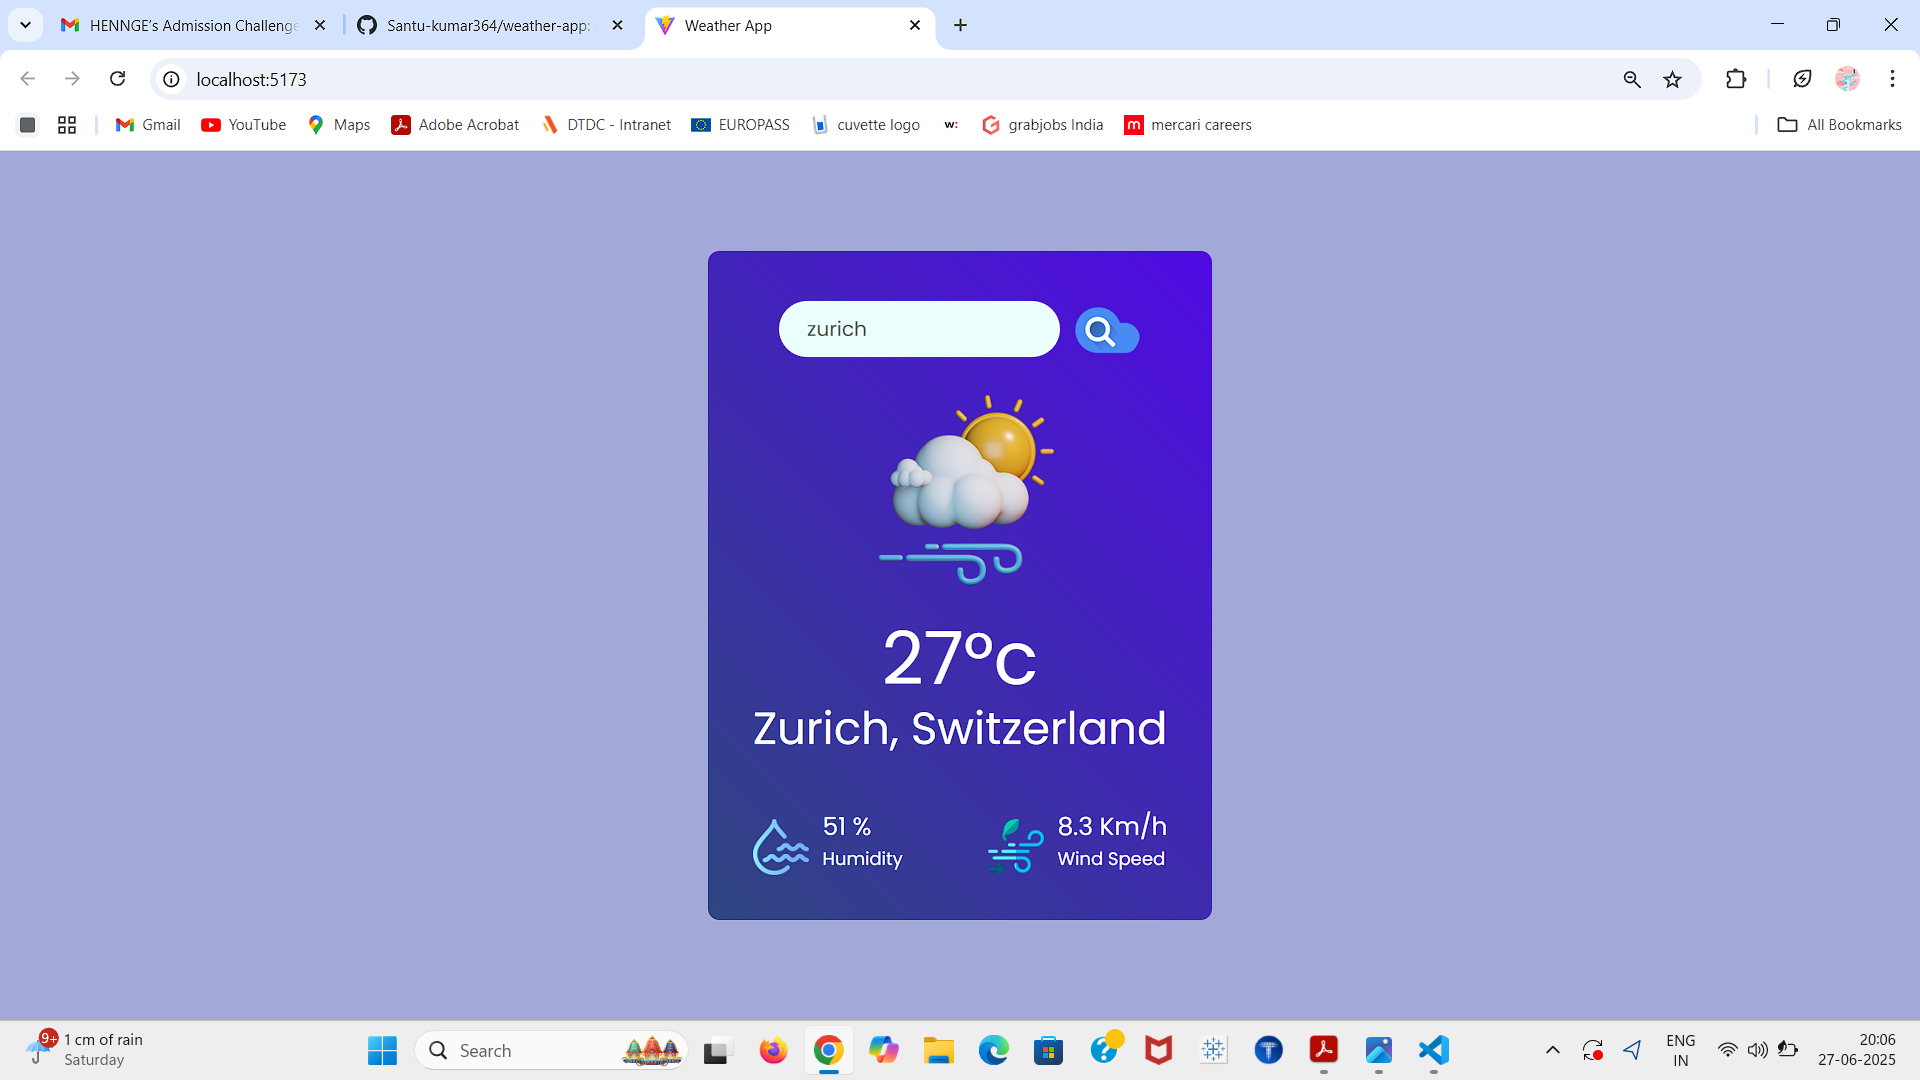 HENNGE's Admission Challenge
Santu-kumar364/weather-app:
Weather App
localhost:5173
Gmail
YouTube
Maps
Adobe Acrobat
DTDC - Intranet
EUROPASS
cuvette logo
w:
grabjobs India
m
mercari careers
All Bookmarks
zurich
27°c
Zurich, Switzerland
51 %
Humidity
8.3 Km/h
Wind Speed
9+
1 cm of rain
Saturday
Search
T
ENG
IN
20:06
27-06-2025